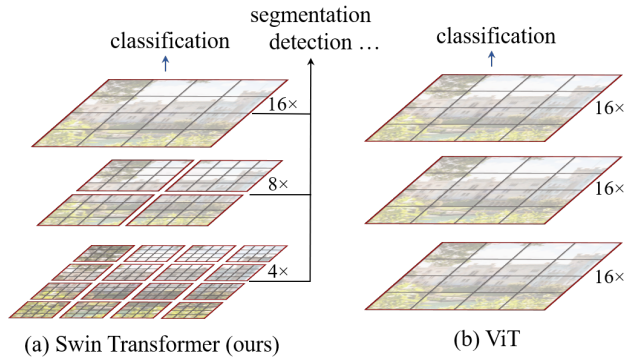 segmentation
detection ...
classification
16×
8×
4×
(a) Swin Transformer (ours)
classification
16×
16×
16×
(b) ViT